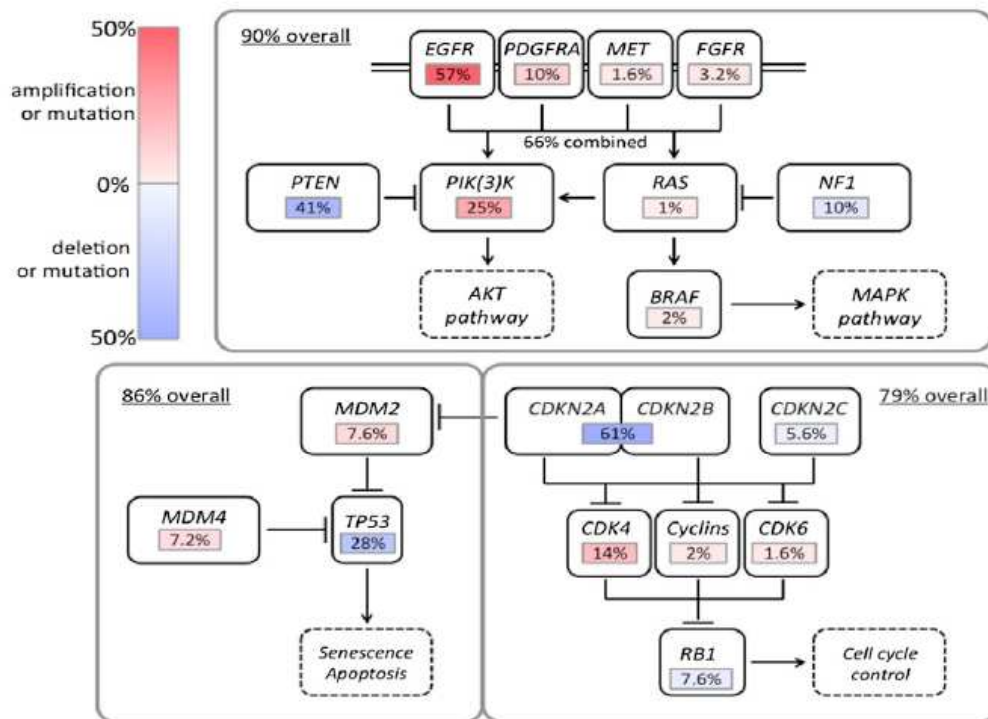 50%
amplification
or mutation
0%
deletion
or mutation
50%
90% overall
EGFR
57%
PDGFRA
10%
MET
1.6%
FGFR
3.2%
66% combined
PTEN
41%
PIK(3)K
25%
RAS
1%
NF1
10%
AKT
pathway
BRAF
2%
MAPK
pathway
86% overall
MDM2
7.6%
MDM4
7.2%
TP53
28%
Senescence
Apoptosis
79% overall
CDKN2A
CDKN2B
61%
CDKN2C
5.6%
CDK4
14%
Cyclins
2%
CDK6
1.6%
RB1
7.6%
Cell cycle
control